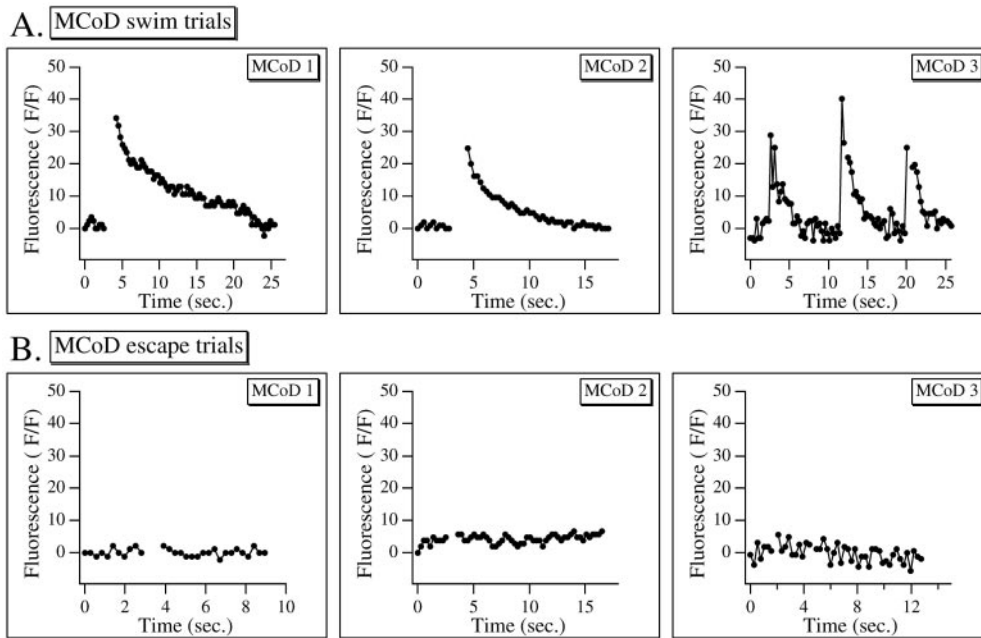 A. MCoD swim trials
MCoD 1
50
40
30
20
10
0
Fluorescence ( F/F)
0 5 10 15 20 25
Time (sec.)
MCoD 2
50
40
30
20
10
0
Fluorescence ( F/F)
0 5 10 15
Time (sec.)
MCoD 3
50
40
30
20
10
0
Fluorescence ( F/F)
0 5 10 15 20 25
Time (sec.)
B. MCoD escape trials
MCoD 1
50
40
30
20
10
0
Fluorescence ( F/F)
0 2 4 6 8 10
Time (sec.)
MCoD 2
50
40
30
20
10
0
Fluorescence ( F/F)
0 5 10 15
Time (sec.)
MCoD 3
50
40
30
20
10
0
Fluorescence ( F/F)
0 4 8 12
Time (sec.)